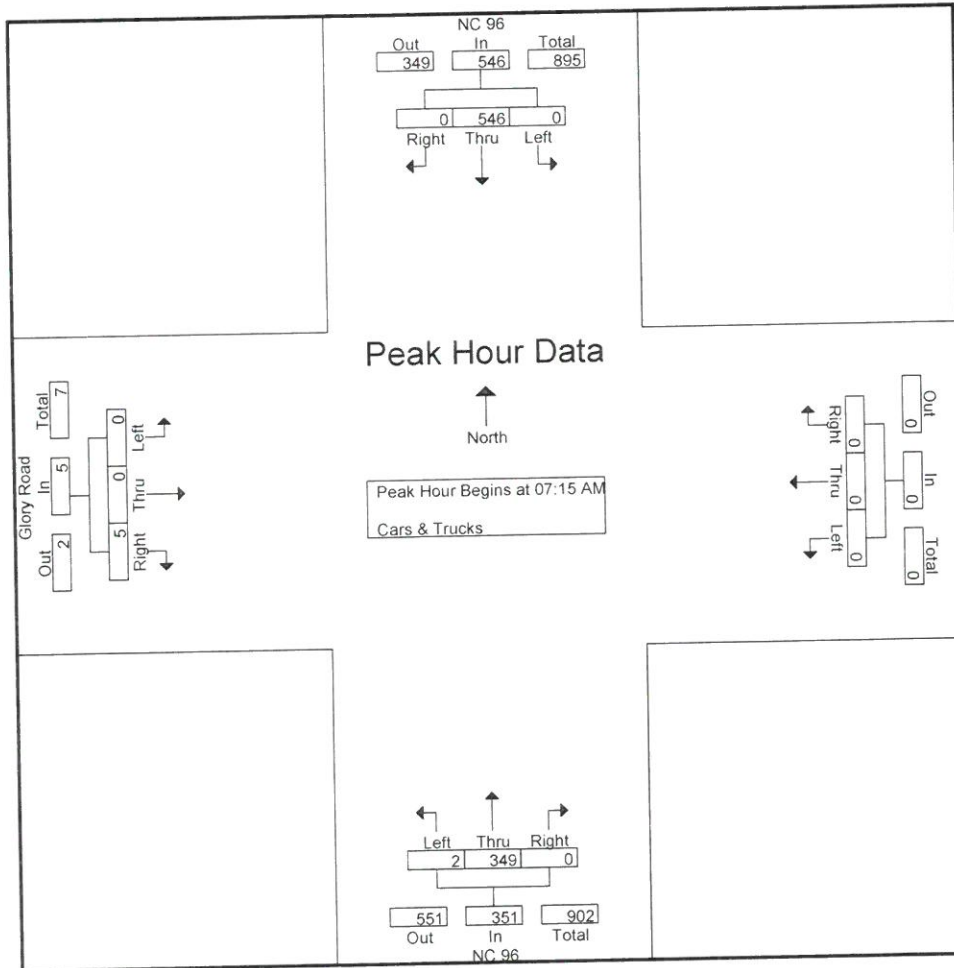 NC 96
Out In Total
349 546 895
0 546 0
Right Thru Left
Peak Hour Data
North
Peak Hour Begins at 07:15 AM
Cars & Trucks
Glory Road
Out In Total
2 5 7
5 0 0
Right Thru Left
Out In Total
0 0 0
0 0 0
Right Thru Left
Left Thru Right
2 349 0
551 351 902
Out In Total
NC 96